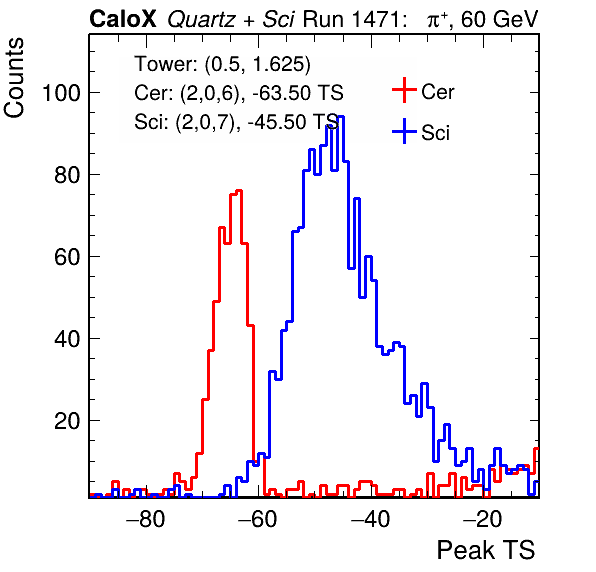 CaloX Quartz + Sci Run 1471: π⁺, 60 GeV
Counts
Tower: (0.5, 1.625)
Cer: (2,0,6), -63.50 TS
Sci: (2,0,7), -45.50 TS
Cer
Sci
100
80
60
40
20
−80 −60 −40 −20
Peak TS